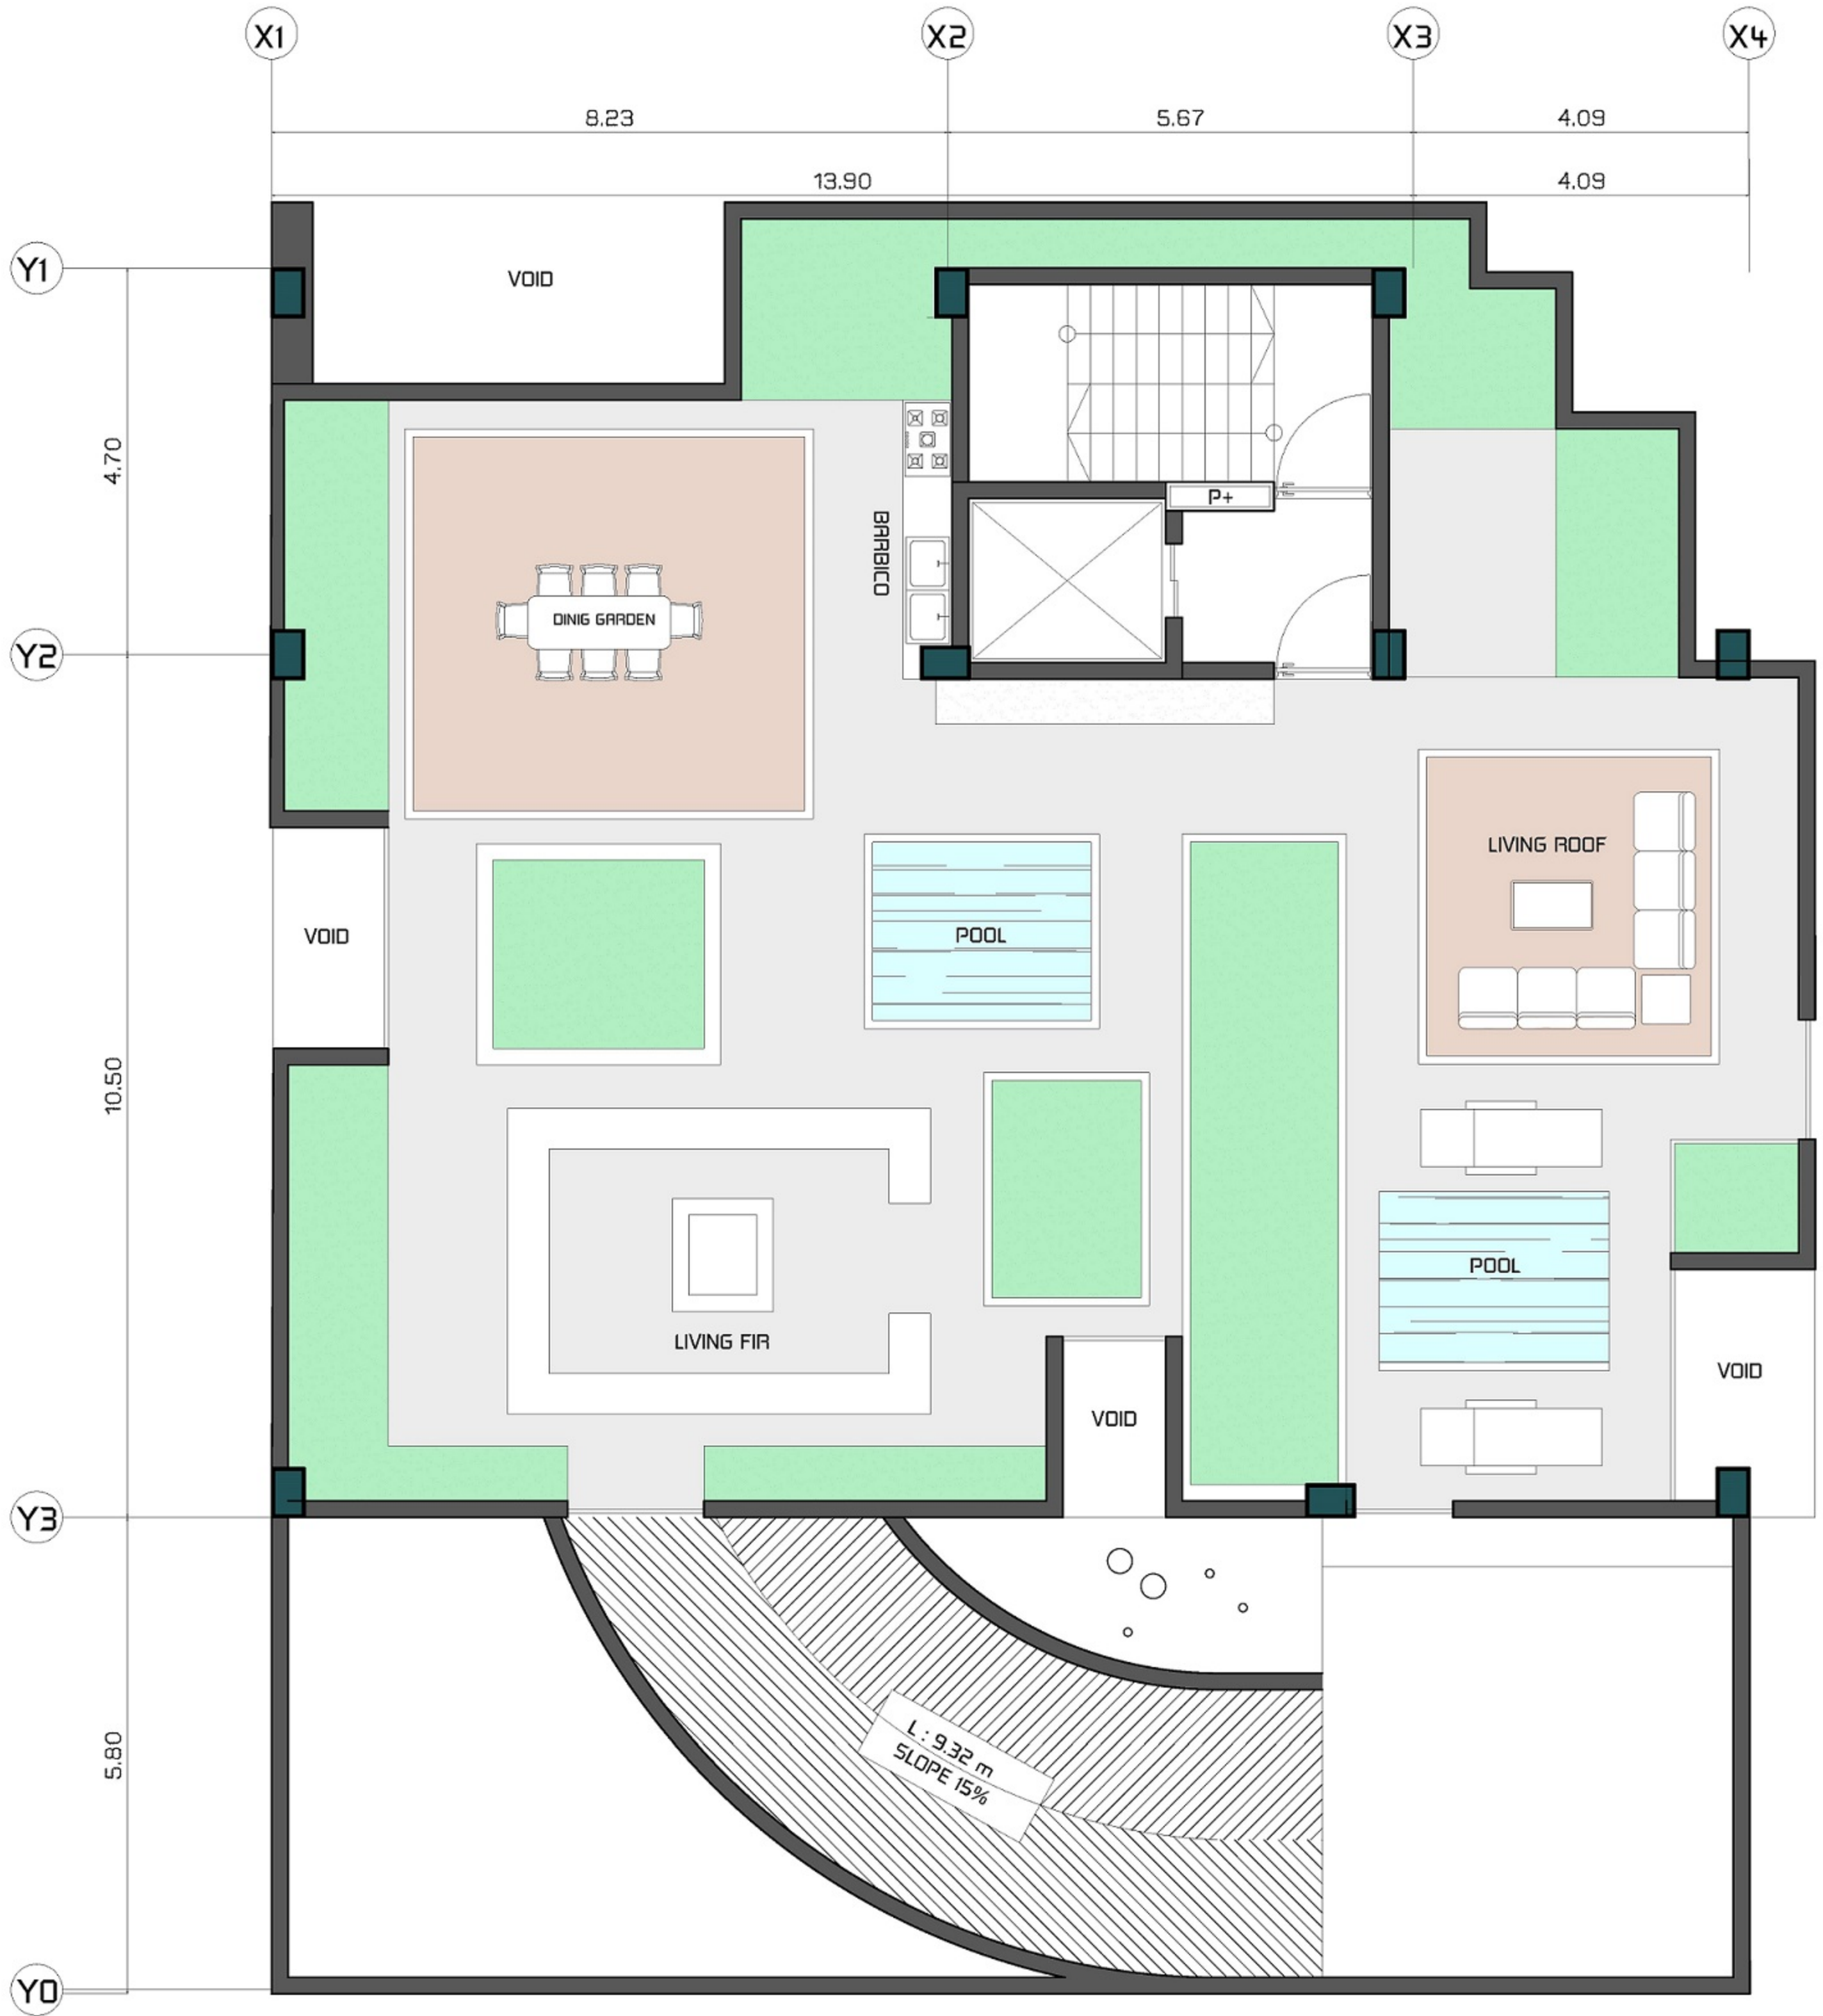 X1
X2
X3
X4
8.23
5.67
4.09
13.90
4.09
Y1
VOID
4.70
P+
BARBICO
DINIG GARDEN
Y2
LIVING ROOF
VOID
POOL
10.50
POOL
LIVING FIR
VOID
VOID
Y3
L : 9.32 m
SLOPE 15%
5.80
Y0